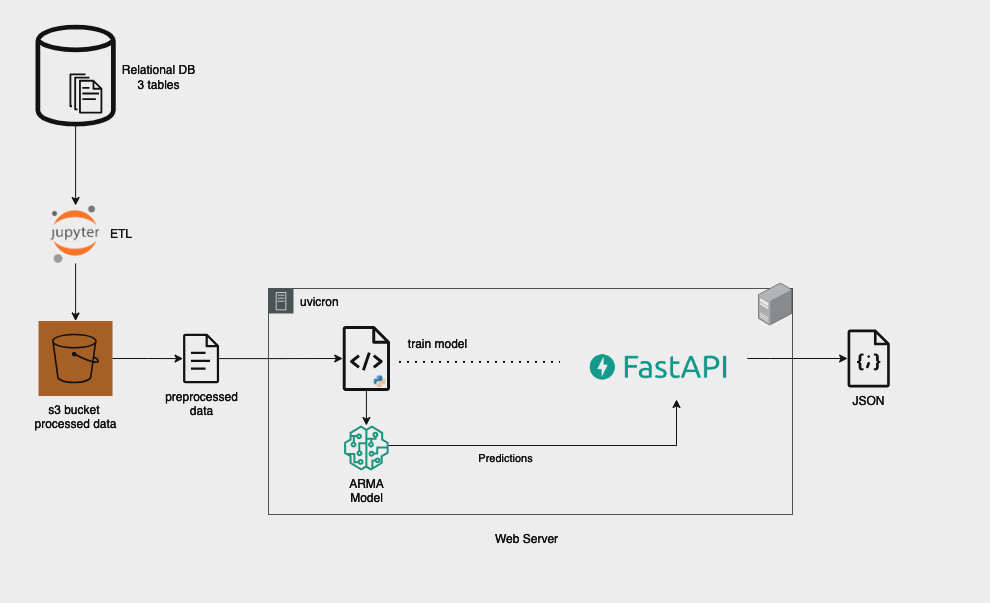 Relational DB
3 tables
jupyter
ETL
uvicron
train model
</>
FastAPI
{;}
s3 bucket
processed data
preprocessed
data
JSON
Predictions
ARMA
Model
Web Server